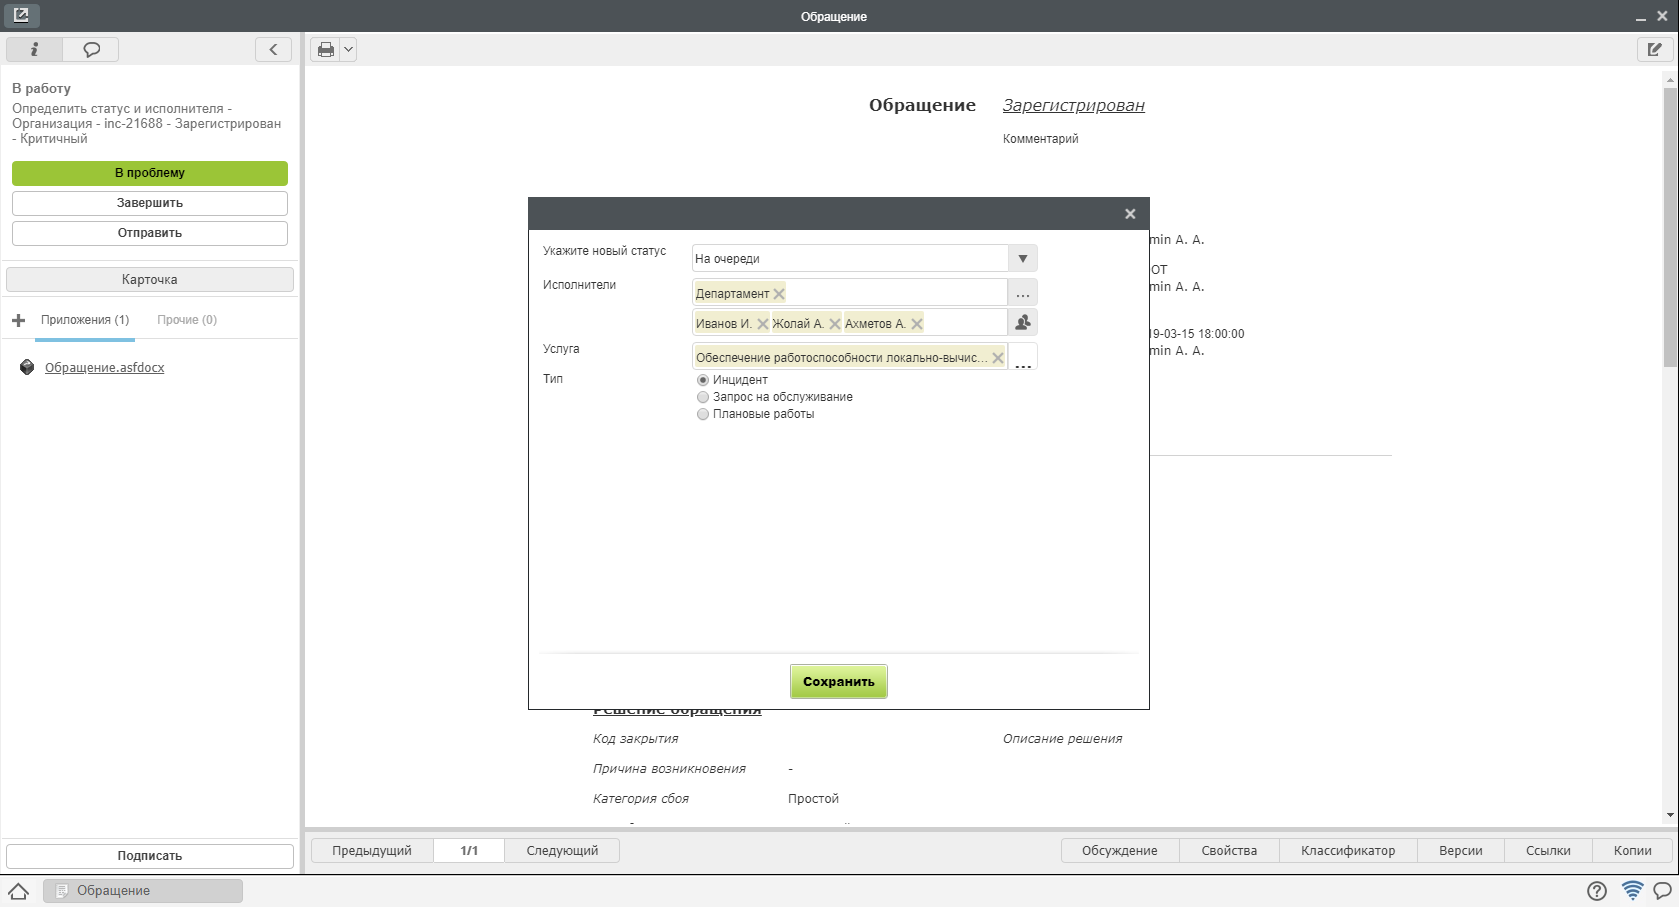 Обращение
В работу
Определить статус и исполнителя -
Организация - inc-21688 - Зарегистрирован
- Критичный
В проблему
Завершить
Отправить
Карточка
Приложения (1) Прочие (0)
Обращение.asfdocx
Подписать
Обращение Зарегистрирован
Комментарий
Укажите новый статус На очереди
Исполнители Департамент ...
Иванов И. Жолай А. Ахметов А.
Услуга Обеспечение работоспособности локально-вычис... ...
Тип Инцидент
Запрос на обслуживание
Плановые работы
Сохранить
min A. A.
ОТ
min A. A.
19-03-15 18:00:00
min A. A.
Решение обращения
Код закрытия Описание решения
Причина возникновения -
Категория сбоя Простой
Предыдущий 1/1 Следующий Обсуждение Свойства Классификатор Версии Ссылки Копии
Обращение